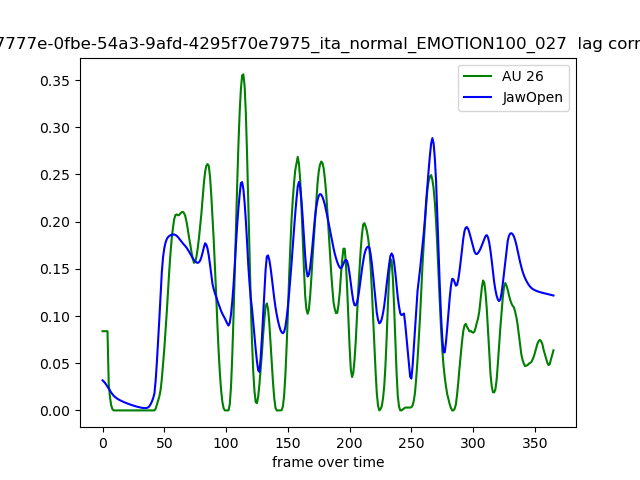 7777e-0fbe-54a3-9afd-4295f70e7975_ita_normal_EMOTION100_027 lag corr
AU 26
JawOpen
0.35
0.30
0.25
0.20
0.15
0.10
0.05
0.00
0 50 100 150 200 250 300 350
frame over time